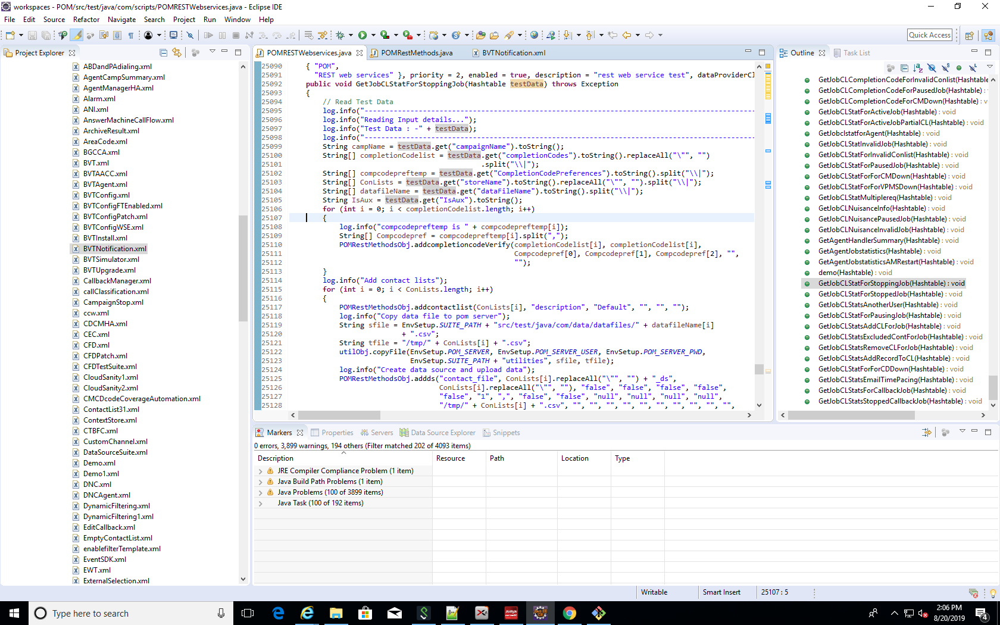 workspaces - POM/src/test/java/com/scripts/POMRESTWebservices.java - Eclipse IDE
File Edit Source Refactor Navigate Search Project Run Window Help
Quick Access
Project Explorer
ABDandPAdialing.xml
AgentCampSummary.xml
AgentManagerHA.xml
Alarm.xml
ANI.xml
AnswerMachineCallFlow.xml
ArchiveResult.xml
AreaCode.xml
BGCCA.xml
BVT.xml
BVTAACC.xml
BVTAgent.xml
BVTConfig.xml
BVTConfigFTEnabled.xml
BVTConfigPatch.xml
BVTConfigWSE.xml
BVTInstall.xml
BVTNotification.xml
BVTSimulator.xml
BVTUpgrade.xml
CallbackManager.xml
callClassification.xml
CampaignStop.xml
ccw.xml
CDCMHA.xml
CEC.xml
CFD.xml
CFDPatch.xml
CFDTestSuite.xml
CloudSanity1.xml
CloudSanity2.xml
CMCDcodeCoverageAutomation.xml
ContactList31.xml
ContextStore.xml
CTBFC.xml
CustomChannel.xml
DataSourceSuite.xml
Demo.xml
Demo1.xml
DNC.xml
DNCAgent.xml
DynamicFiltering.xml
DynamicFiltering1.xml
EditCallback.xml
EmptyContactList.xml
enablefilterTemplate.xml
EventSDK.xml
EWT.xml
ExternalSelection.xml
POMRESTWebservices.java POMRestMethods.java BVTNotification.xml
25090 { "POM",
25091 "REST web services" }, priority = 2, enabled = true, description = "rest web service test", dataProviderCl
25092 public void GetJobCLStatForStoppingJob(Hashtable testData) throws Exception
25093 {
25094 // Read Test Data
25095 log.info("----------------------------------------------------------------------------------------------
25096 log.info("Reading Input details...");
25097 log.info("Test Data : -" + testData);
25098 log.info("----------------------------------------------------------------------------------------------
25099 String campName = testData.get("campaignName").toString();
25100 String[] completionCodelist = testData.get("completionCodes").toString().replaceAll("\"", "")
25101 .split("\\|");
25102 String[] compcodepreftemp = testData.get("CompletionCodePreferences").toString().split("\\|");
25103 String[] ConLists = testData.get("storeName").toString().replaceAll("\"", "").split("\\|");
25104 String[] datafileName = testData.get("dataFileName").toString().split("\\|");
25105 String IsAux = testData.get("IsAux").toString();
25106 for (int i = 0; i < completionCodelist.length; i++)
25107 {
25108 log.info("compcodepreftemp is " + compcodepreftemp[i]);
25109 String[] Compcodepref = compcodepreftemp[i].split(",");
25110 POMRestMethodsObj.addcompletioncodeVerify(completionCodelist[i], completionCodelist[i],
25111 Compcodepref[0], Compcodepref[1], Compcodepref[2], "",
25112 "");
25113 }
25114 log.info("Add contact lists");
25115 for (int i = 0; i < ConLists.length; i++)
25116 {
25117 POMRestMethodsObj.addcontactlist(ConLists[i], "description", "Default", "", "", "");
25118 log.info("Copy data file to pom server");
25119 String sfile = EnvSetup.SUITE_PATH + "src/test/java/com/data/datafiles/" + datafileName[i]
25120 + ".csv";
25121 String tfile = "/tmp/" + ConLists[i] + ".csv";
25122 utilObj.copyFile(EnvSetup.POM_SERVER, EnvSetup.POM_SERVER_USER, EnvSetup.POM_SERVER_PWD,
25123 EnvSetup.SUITE_PATH + "utilities", sfile, tfile);
25124 log.info("Create data source and upload data");
25125 POMRestMethodsObj.addds("contact_file", ConLists[i].replaceAll("\"", "") + "_ds",
25126 ConLists[i].replaceAll("\"", ""), "false", "false", "false", "false",
25127 "false", "1", ",", "false", "false", "null", "null", "null", "null",
25128 "/tmp/" + ConLists[i] + ".csv", "", "", "", "", "", "", "", "", "", "",
Outline Task List
GetJobCLCompletionCodeForInvalidConlist(Hashtable
GetJobCLCompletionCodeForPausedJob(Hashtable) :
GetJobCLCompletionCodeForCMDown(Hashtable) : v
GetJobCLStatForActiveJob(Hashtable) : void
GetJobCLStatForActiveJobPartialCL(Hashtable) : void
GetJobclstatforAgent(Hashtable) : void
GetJobCLStatInvalidJob(Hashtable) : void
GetJobCLStatForInvalidConlist(Hashtable) : void
GetJobCLStatForPausedJob(Hashtable) : void
GetJobCLStatForForCMDown(Hashtable) : void
GetJobCLStatForForVPMSDown(Hashtable) : void
GetJobCLStatMultiplereq(Hashtable) : void
GetJobCLNuisanceInfo(Hashtable) : void
GetJobCLNuisancePausedJob(Hashtable) : void
GetJobCLNuisanceInvalidJob(Hashtable) : void
GetAgentHandlerSummary(Hashtable) : void
GetAgentJobstatistics(Hashtable) : void
GetAgentJobstatisticsAMRestart(Hashtable) : void
demo(Hashtable) : void
GetJobCLStatForStoppingJob(Hashtable) : void
GetJobCLStatForStoppedJob(Hashtable) : void
GetJobCLStatsAnotherUser(Hashtable) : void
GetJobCLStatForPausingJob(Hashtable) : void
GetJobCLStatsAddCLForJob(Hashtable) : void
GetJobCLStatsExcludedContForJob(Hashtable) : void
GetJobCLStatsRemoveCLForJob(Hashtable) : void
GetJobCLStatsAddRecordToCL(Hashtable) : void
GetJobCLStatForForCDDown(Hashtable) : void
GetJobCLStatsEmailTimePacing(Hashtable) : void
GetJobCLStatsForCallbackJob(Hashtable) : void
GetJobCLStatsStoppedCallbackJob(Hashtable) : void
Markers Properties Servers Data Source Explorer Snippets
0 errors, 3,899 warnings, 194 others (Filter matched 202 of 4093 items)
Description Resource Path Location Type
JRE Compiler Compliance Problem (1 item)
Java Build Path Problems (1 item)
Java Problems (100 of 3899 items)
Java Task (100 of 192 items)
Writable Smart Insert 25107 : 5
Type here to search
2:06 PM
8/20/2019
4